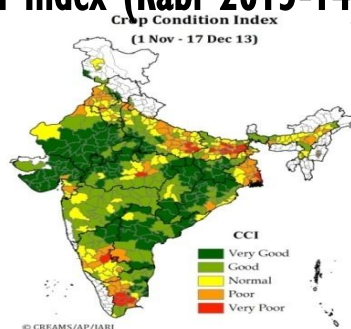 Index (Rabi 2013-14
Crop Condition Index
(1 Nov - 17 Dec 13)
CCI
Very Good
Good
Normal
Poor
Very Poor
© CREAMS/AP/IARI